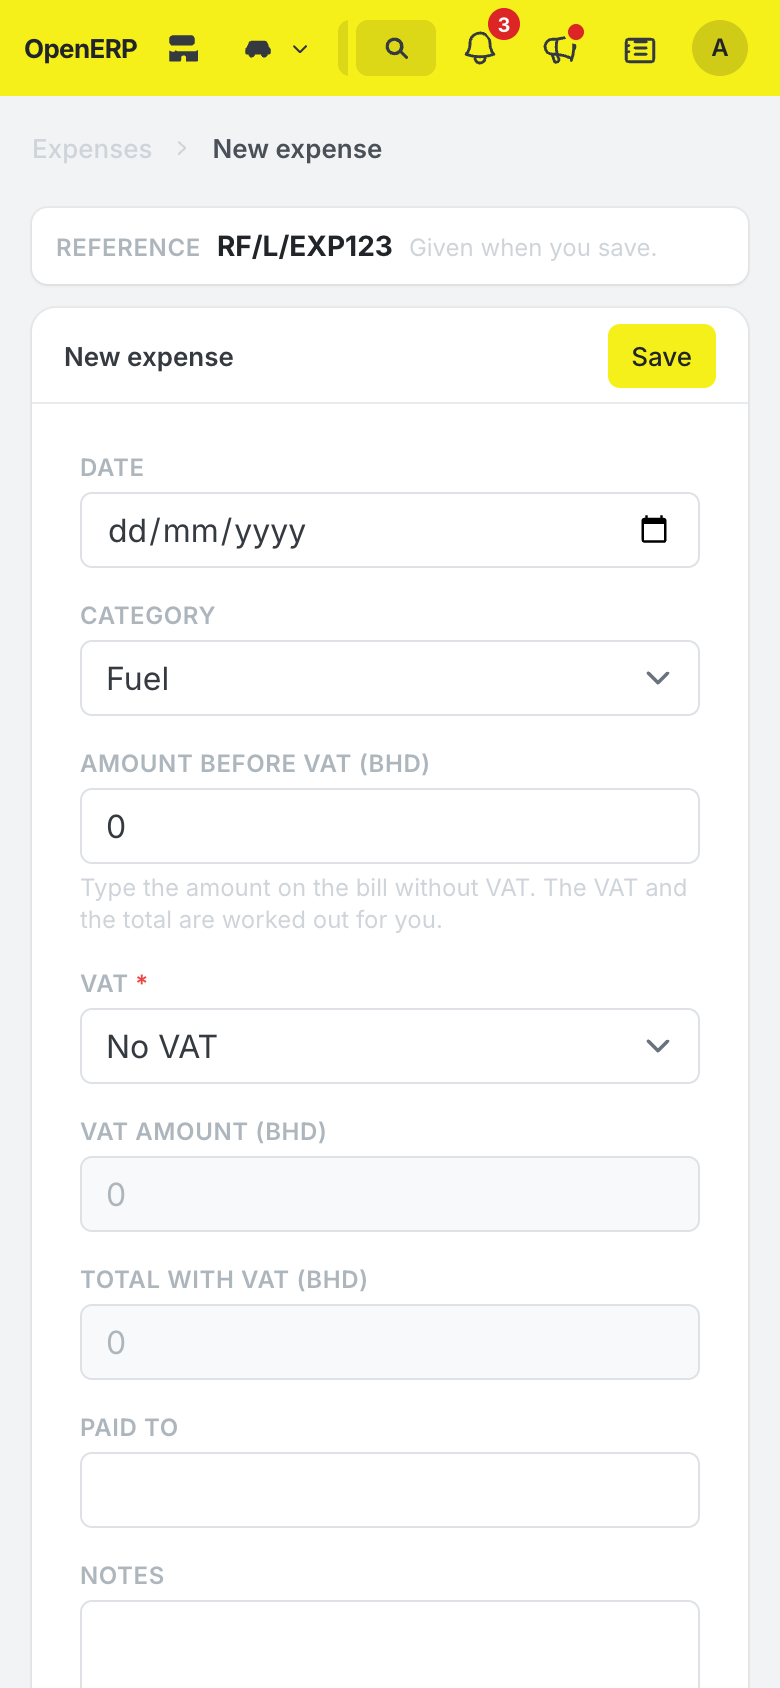 OpenERP
3
A
Expenses > New expense
REFERENCE RF/L/EXP123 Given when you save.
New expense
Save
DATE
dd/mm/yyyy
CATEGORY
Fuel
AMOUNT BEFORE VAT (BHD)
0
Type the amount on the bill without VAT. The VAT and
the total are worked out for you.
VAT *
No VAT
VAT AMOUNT (BHD)
0
TOTAL WITH VAT (BHD)
0
PAID TO
NOTES